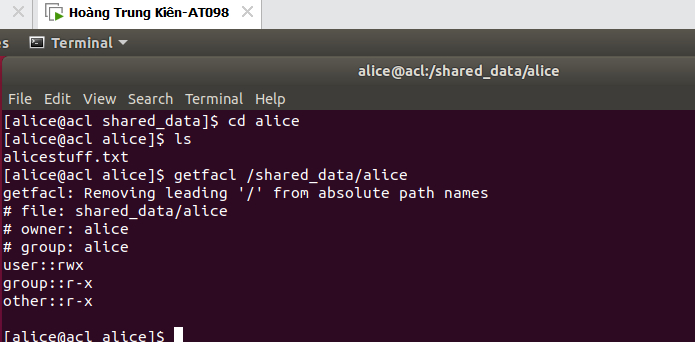 Hoàng Trung Kiên-AT098
s Terminal
alice@acl:/shared_data/alice
File Edit View Search Terminal Help
[alice@acl shared_data]$ cd alice
[alice@acl alice]$ ls
alicestuff.txt
[alice@acl alice]$ getfacl /shared_data/alice
getfacl: Removing leading '/' from absolute path names
# file: shared_data/alice
# owner: alice
# group: alice
user::rwx
group::r-x
other::r-x
[alice@acl alice]$